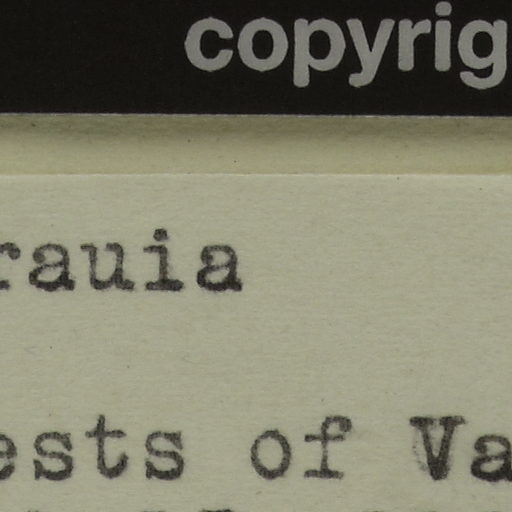 copyrig
rauia
ests of Va